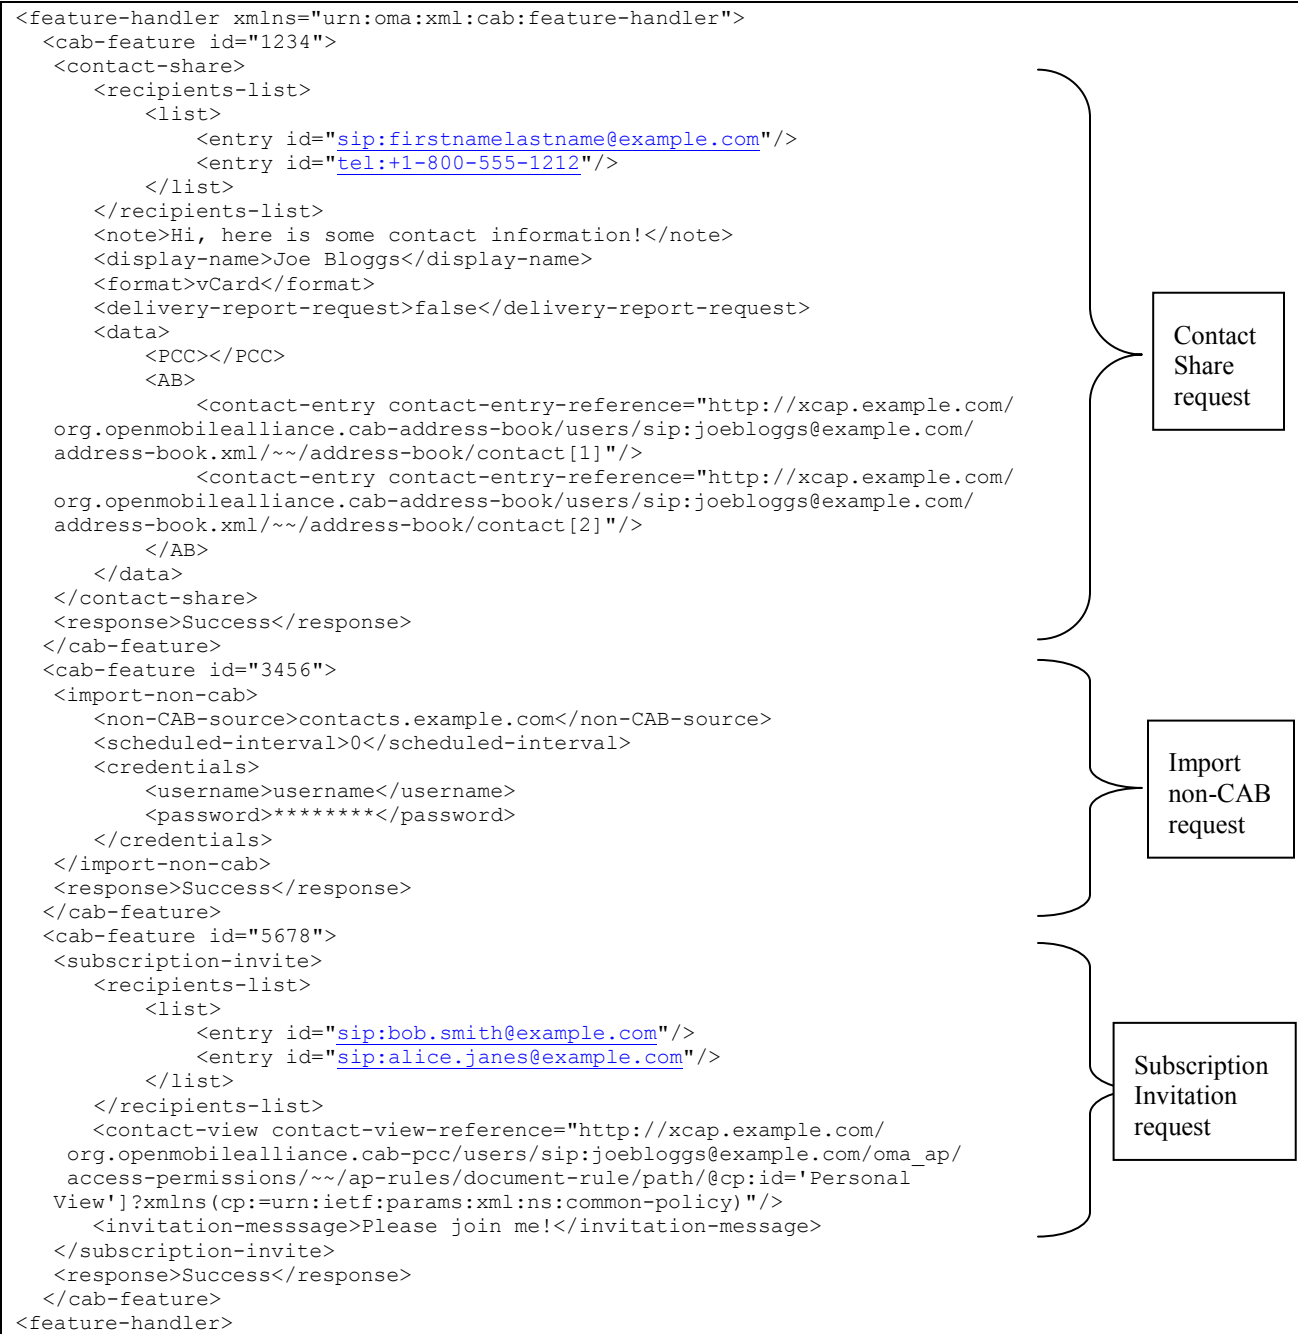 <feature-handler xmlns="urn:oma:xml:cab:feature-handler">
<cab-feature id="1234">
<contact-share>
<recipients-list>
<list>
<entry id="sip:firstnamelastname@example.com"/>
<entry id="tel:+1-800-555-1212"/>
</list>
</recipients-list>
<note>Hi, here is some contact information!</note>
<display-name>Joe Bloggs</display-name>
<format>vCard</format>
<delivery-report-request>false</delivery-report-request>
<data>
<PCC></PCC>
<AB>
<contact-entry contact-entry-reference="http://xcap.example.com/
org.openmobilealliance.cab-address-book/users/sip:joebloggs@example.com/
address-book.xml/~~/address-book/contact[1]"/>
<contact-entry contact-entry-reference="http://xcap.example.com/
org.openmobilealliance.cab-address-book/users/sip:joebloggs@example.com/
address-book.xml/~~/address-book/contact[2]"/>
</AB>
</data>
</contact-share>
<response>Success</response>
</cab-feature>
Contact
Share
request
<cab-feature id="3456">
<import-non-cab>
<non-CAB-source>contacts.example.com</non-CAB-source>
<scheduled-interval>0</scheduled-interval>
<credentials>
<username>username</username>
<password>********</password>
</credentials>
</import-non-cab>
<response>Success</response>
</cab-feature>
Import
non-CAB
request
<cab-feature id="5678">
<subscription-invite>
<recipients-list>
<list>
<entry id="sip:bob.smith@example.com"/>
<entry id="sip:alice.janes@example.com"/>
</list>
</recipients-list>
<contact-view contact-view-reference="http://xcap.example.com/
org.openmobilealliance.cab-pcc/users/sip:joebloggs@example.com/oma_ap/
access-permissions/~~/ap-rules/document-rule/path/@cp:id='Personal
View']?xmlns(cp:=urn:ietf:params:xml:ns:common-policy)"/>
<invitation-messsage>Please join me!</invitation-message>
</subscription-invite>
<response>Success</response>
</cab-feature>
<feature-handler>
Subscription
Invitation
request